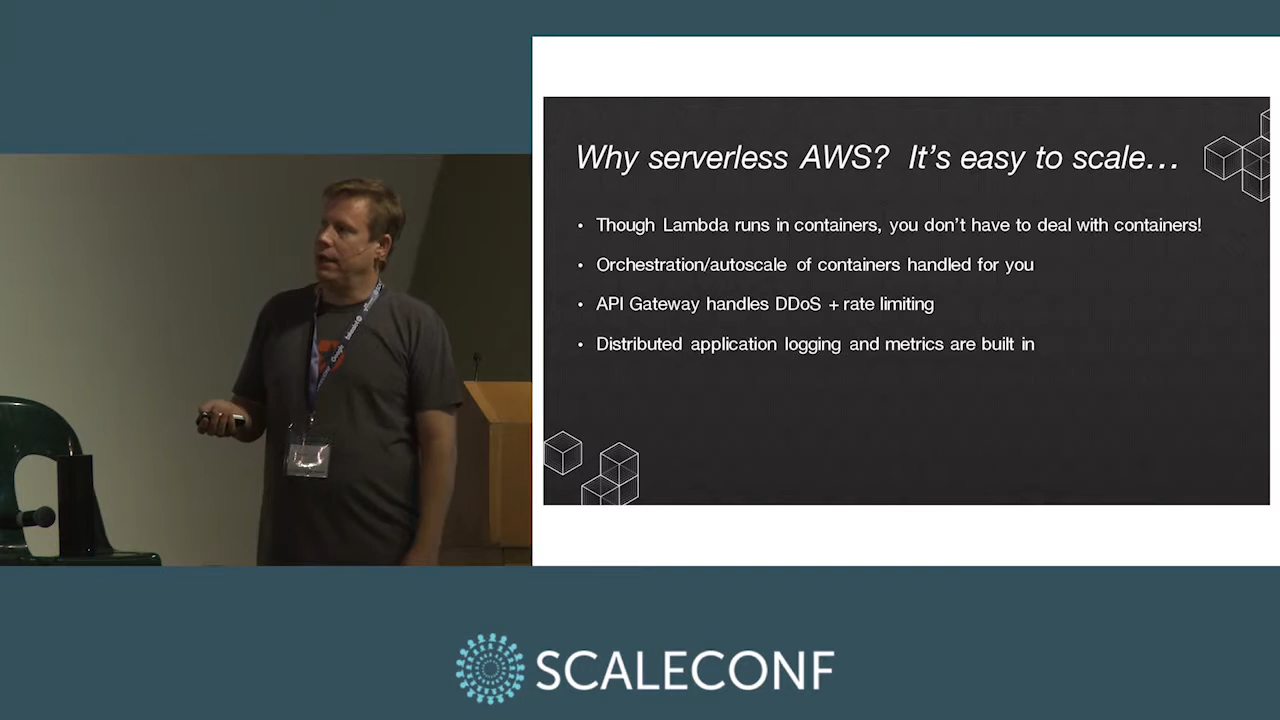 Why serverless AWS? It's easy to scale…
• Though Lambda runs in containers, you don't have to deal with containers!
• Orchestration/autoscale of containers handled for you
• API Gateway handles DDoS + rate limiting
• Distributed application logging and metrics are built in
Google
SCALECONF